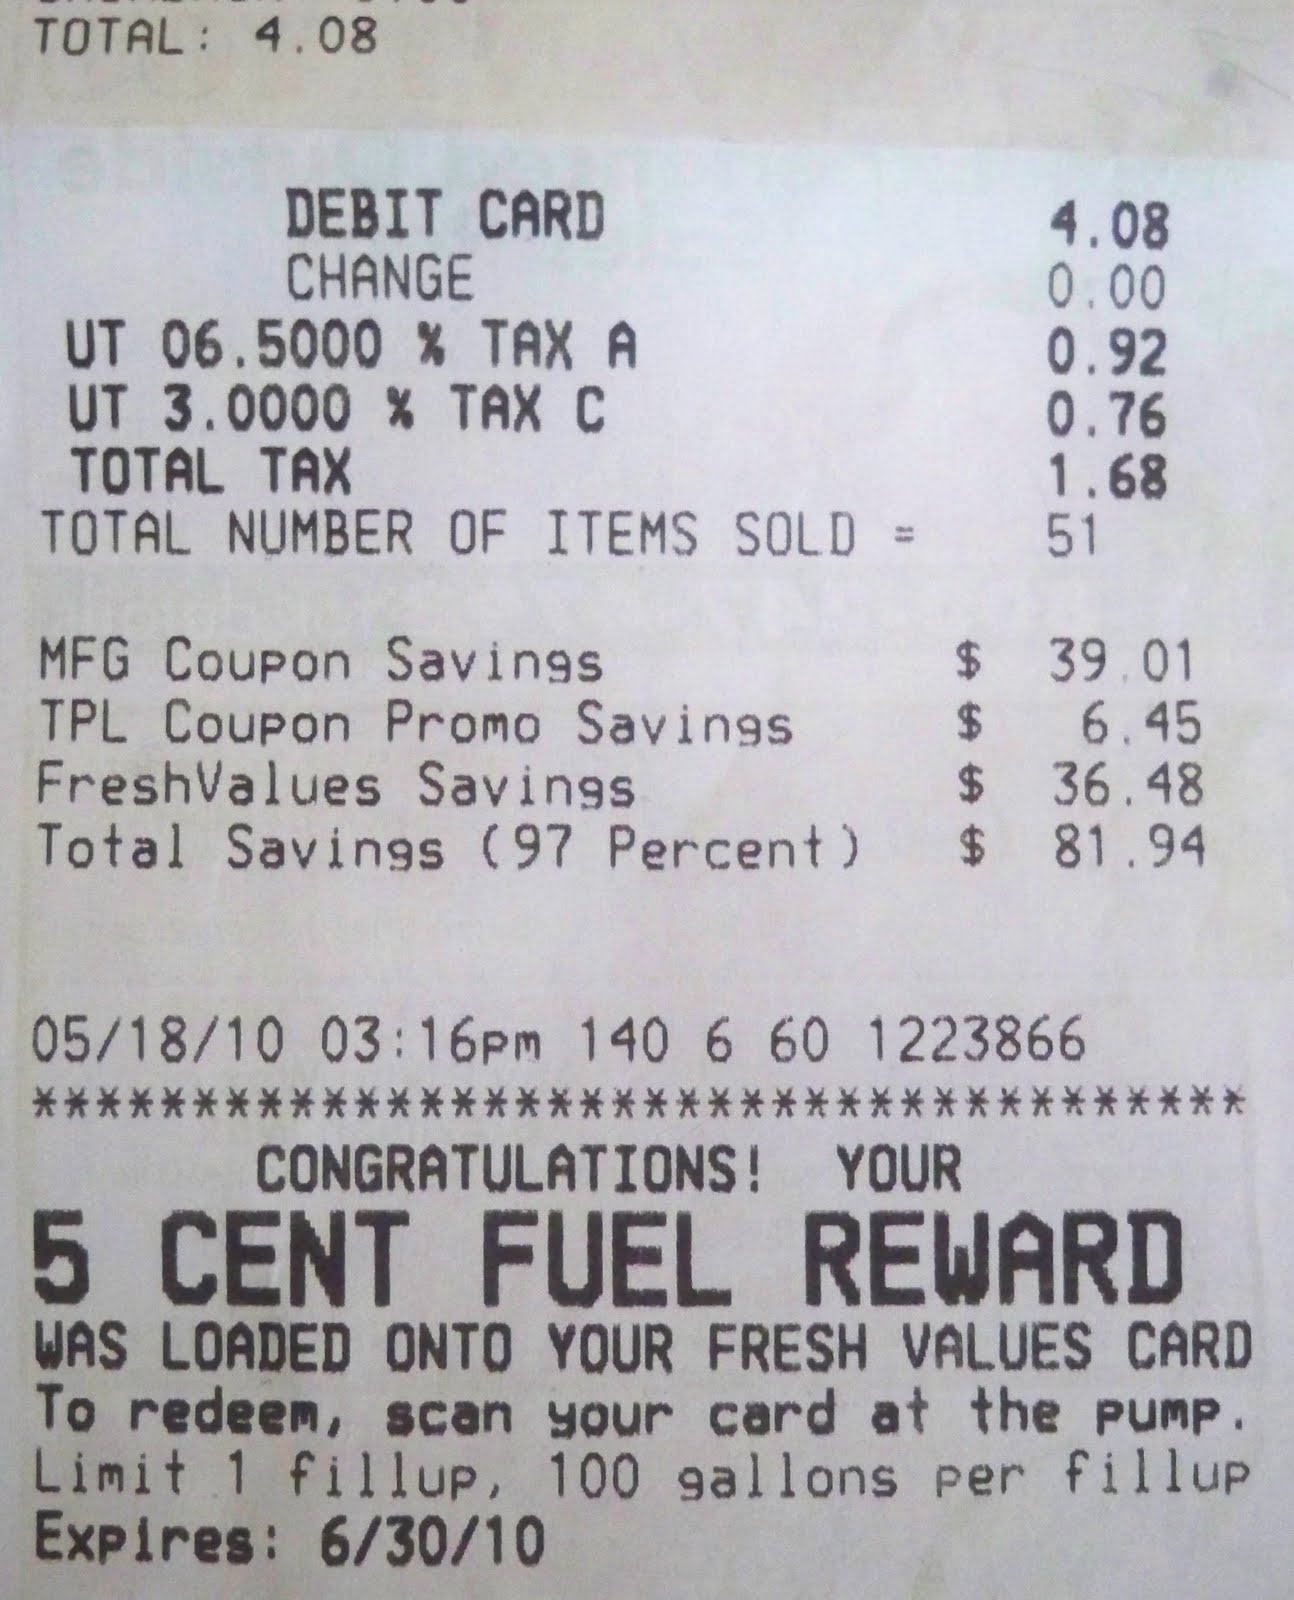 TOTAL: 4.08
DEBIT CARD 4.08
CHANGE 0.00
UT 06.5000 % TAX A 0.92
UT 3.0000 % TAX C 0.76
TOTAL TAX 1.68
TOTAL NUMBER OF ITEMS SOLD = 51
MFG Coupon Savings $ 39.01
TPL Coupon Promo Savings $ 6.45
FreshValues Savings $ 36.48
Total Savings (97 Percent) $ 81.94
05/18/10 03:16pm 140 6 60 1223866
**************************************
CONGRATULATIONS! YOUR
5 CENT FUEL REWARD
WAS LOADED ONTO YOUR FRESH VALUES CARD
To redeem, scan your card at the pump.
Limit 1 fillup, 100 gallons per fillup
Expires: 6/30/10